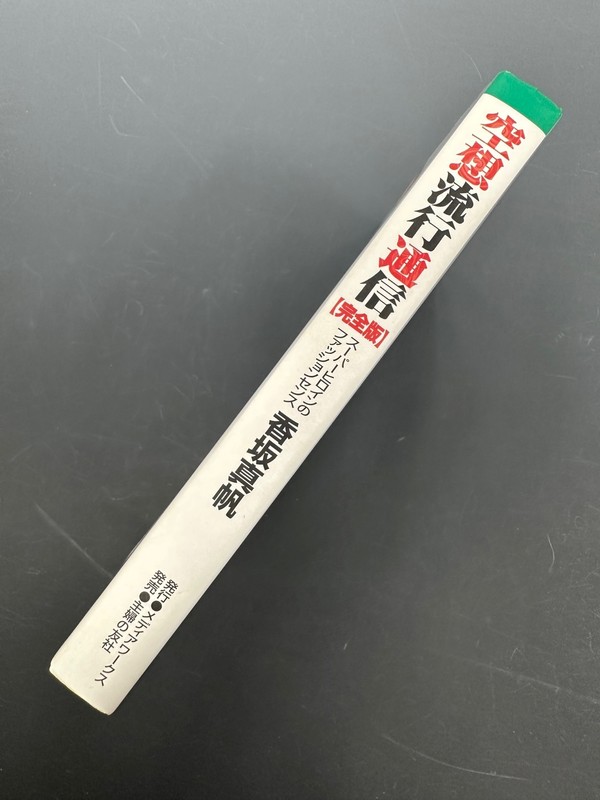 空想流行通信
【完全版】
スーパーヒロインの
ファッションセンス
香坂真帆
発行●メディアワークス
発売●主婦の友社